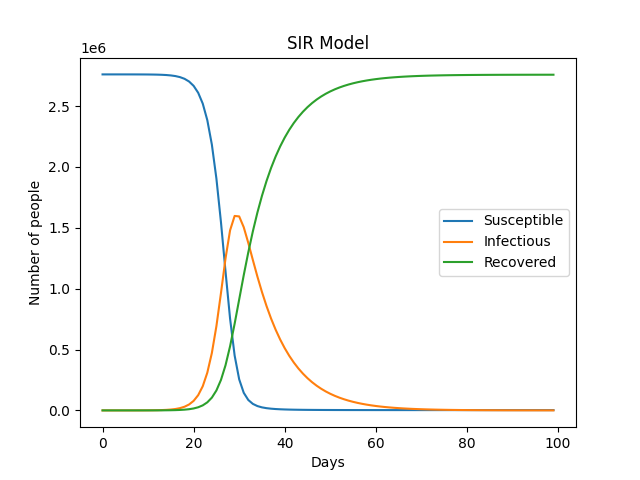 SIR Model
1e6
2.5
2.0
1.5
1.0
0.5
0.0
Number of people
Susceptible
Infectious
Recovered
0 20 40 60 80 100
Days